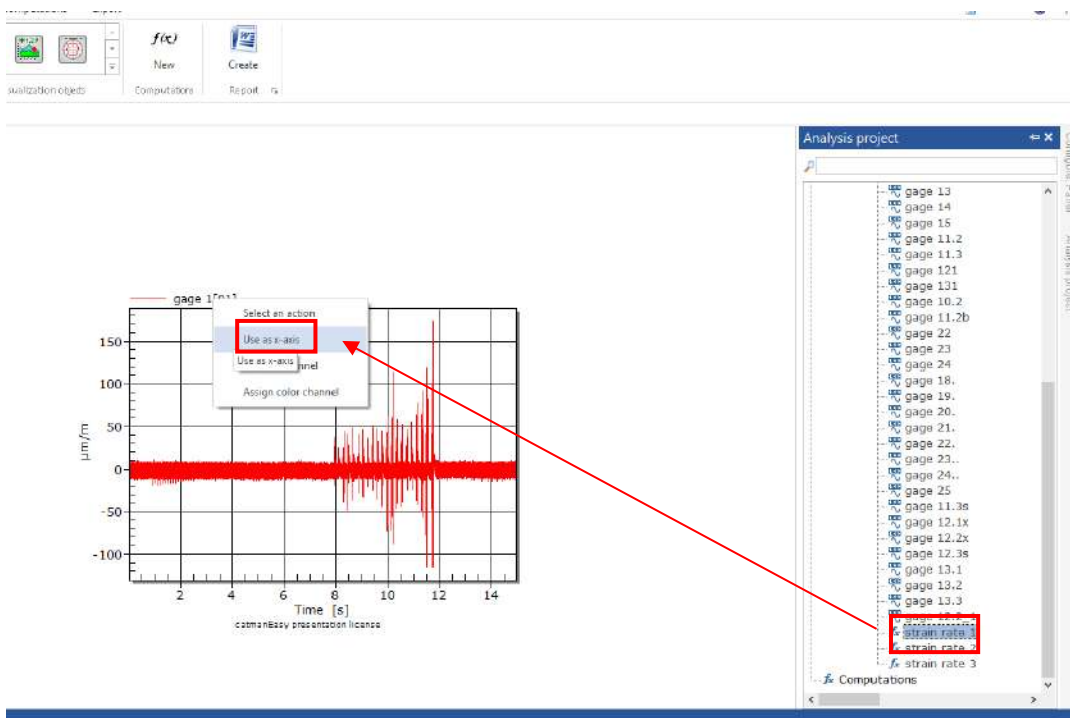 f(x)
New
Create
Computations
Report
Analysis project
gage 13
gage 14
gage 15
gage 11.2
gage 11.3
gage 121
gage 131
gage 10.2
gage 11.2b
gage 22
gage 23
gage 24
gage 18.
gage 19.
gage 20.
gage 21.
gage 22.
gage 23..
gage 24..
gage 25
gage 11.3s
gage 12.1x
gage 12.2x
gage 12.3s
gage 13.1
gage 13.2
gage 13.3
gage 12.2_1
strain rate 1
strain rate 2
strain rate 3
Computations
gage 1
Select an action
Use as x-axis
Use as x-axis
Assign color channel
150
100
50
0
-50
-100
µm/m
2 4 6 8 10 12 14
Time [s]
catmanEasy presentation license